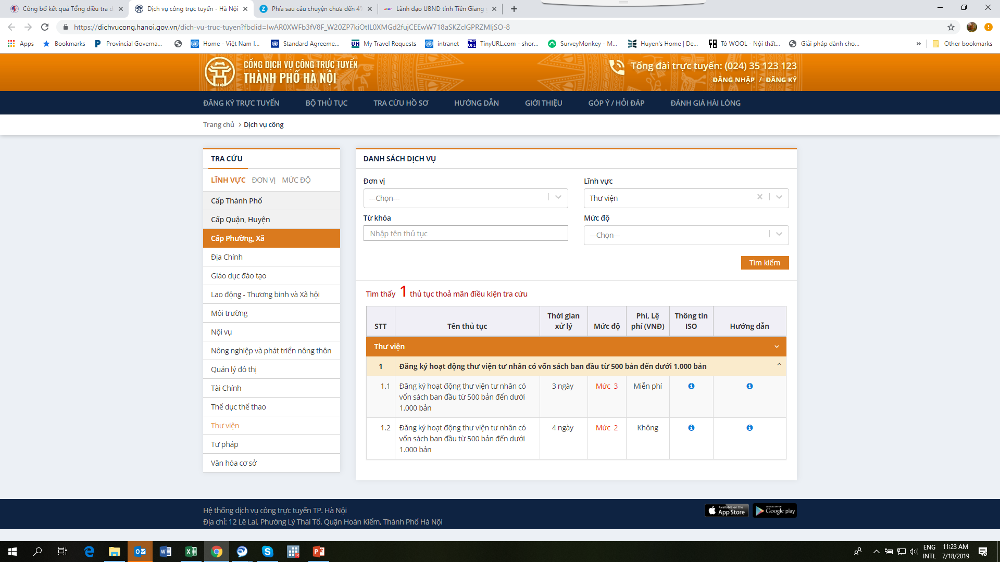 Công bố kết quả Tổng điều tra d
Dịch vụ công trực tuyến - Hà Nội
Phía sau câu chuyện chưa đến 4%
Lãnh đạo UBND tỉnh Tiền Giang
Apps
Bookmarks
Provincial Governa...
Home - Việt Nam I...
Standard Agreeme...
UN My Travel Requests
intranet
TINY URL TinyURL.com - shor...
SurveyMonkey - M...
Huyen's Home | De...
Tô WOOL - Nội thất...
Giải pháp dành cho...
»
Other bookmarks
CỔNG DỊCH VỤ CÔNG TRỰC TUYẾN
THÀNH PHỐ HÀ NỘI
HÀ NỘI
Tổng đài trực tuyến: (024) 35 123 123
ĐĂNG NHẬP / ĐĂNG KÝ
ĐĂNG KÝ TRỰC TUYẾN
BỘ THỦ TỤC
TRA CỨU HỒ SƠ
HƯỚNG DẪN
GIỚI THIỆU
GÓP Ý / HỎI ĐÁP
ĐÁNH GIÁ HÀI LÒNG
Trang chủ > Dịch vụ công
TRA CỨU
LĨNH VỰC ĐƠN VỊ MỨC ĐỘ
Cấp Thành Phố
Cấp Quận, Huyện
Cấp Phường, Xã
Địa Chính
Giáo dục đào tạo
Lao động - Thương binh và Xã hội
Môi trường
Nội vụ
Nông nghiệp và phát triển nông thôn
Quản lý đô thị
Tài Chính
Thể dục thể thao
Thư viện
Tư pháp
Văn hóa cơ sở
DANH SÁCH DỊCH VỤ
Đơn vị
---Chọn---
Lĩnh vực
Thư viện
Từ khóa
Nhập tên thủ tục
Mức độ
---Chọn---
Tìm kiếm
Tìm thấy 1 thủ tục thoả mãn điều kiện tra cứu
STT
Tên thủ tục
Thời gian
xử lý
Mức độ
Phí, Lệ
phí (VNĐ)
Thông tin
ISO
Hướng dẫn
Thư viện
1 Đăng ký hoạt động thư viện tư nhân có vốn sách ban đầu từ 500 bản đến dưới 1.000 bản
1.1 Đăng ký hoạt động thư viện tư nhân có 3 ngày Mức 3 Miễn phí
vốn sách ban đầu từ 500 bản đến dưới
1.000 bản
1.2 Đăng ký hoạt động thư viện tư nhân có 4 ngày Mức 2 Không
vốn sách ban đầu từ 500 bản đến dưới
1.000 bản
Hệ thống dịch vụ công trực tuyến TP. Hà Nội
Địa chỉ: 12 Lê Lai, Phường Lý Thái Tổ, Quận Hoàn Kiếm, Thành Phố Hà Nội
Available on the
App Store
ANDROID APP ON
Google play
ENG
INTL
11:23 AM
7/18/2019